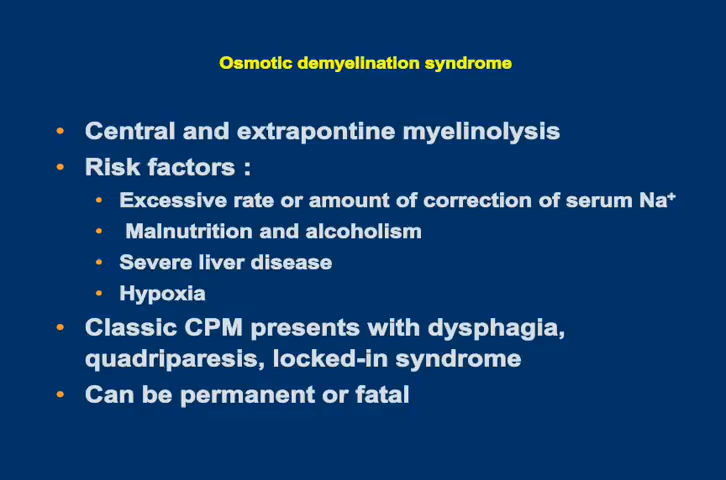 Osmotic demyelination syndrome
• Central and extrapontine myelinolysis
• Risk factors :
• Excessive rate or amount of correction of serum Na⁺
• Malnutrition and alcoholism
• Severe liver disease
• Hypoxia
• Classic CPM presents with dysphagia,
quadriparesis, locked-in syndrome
• Can be permanent or fatal